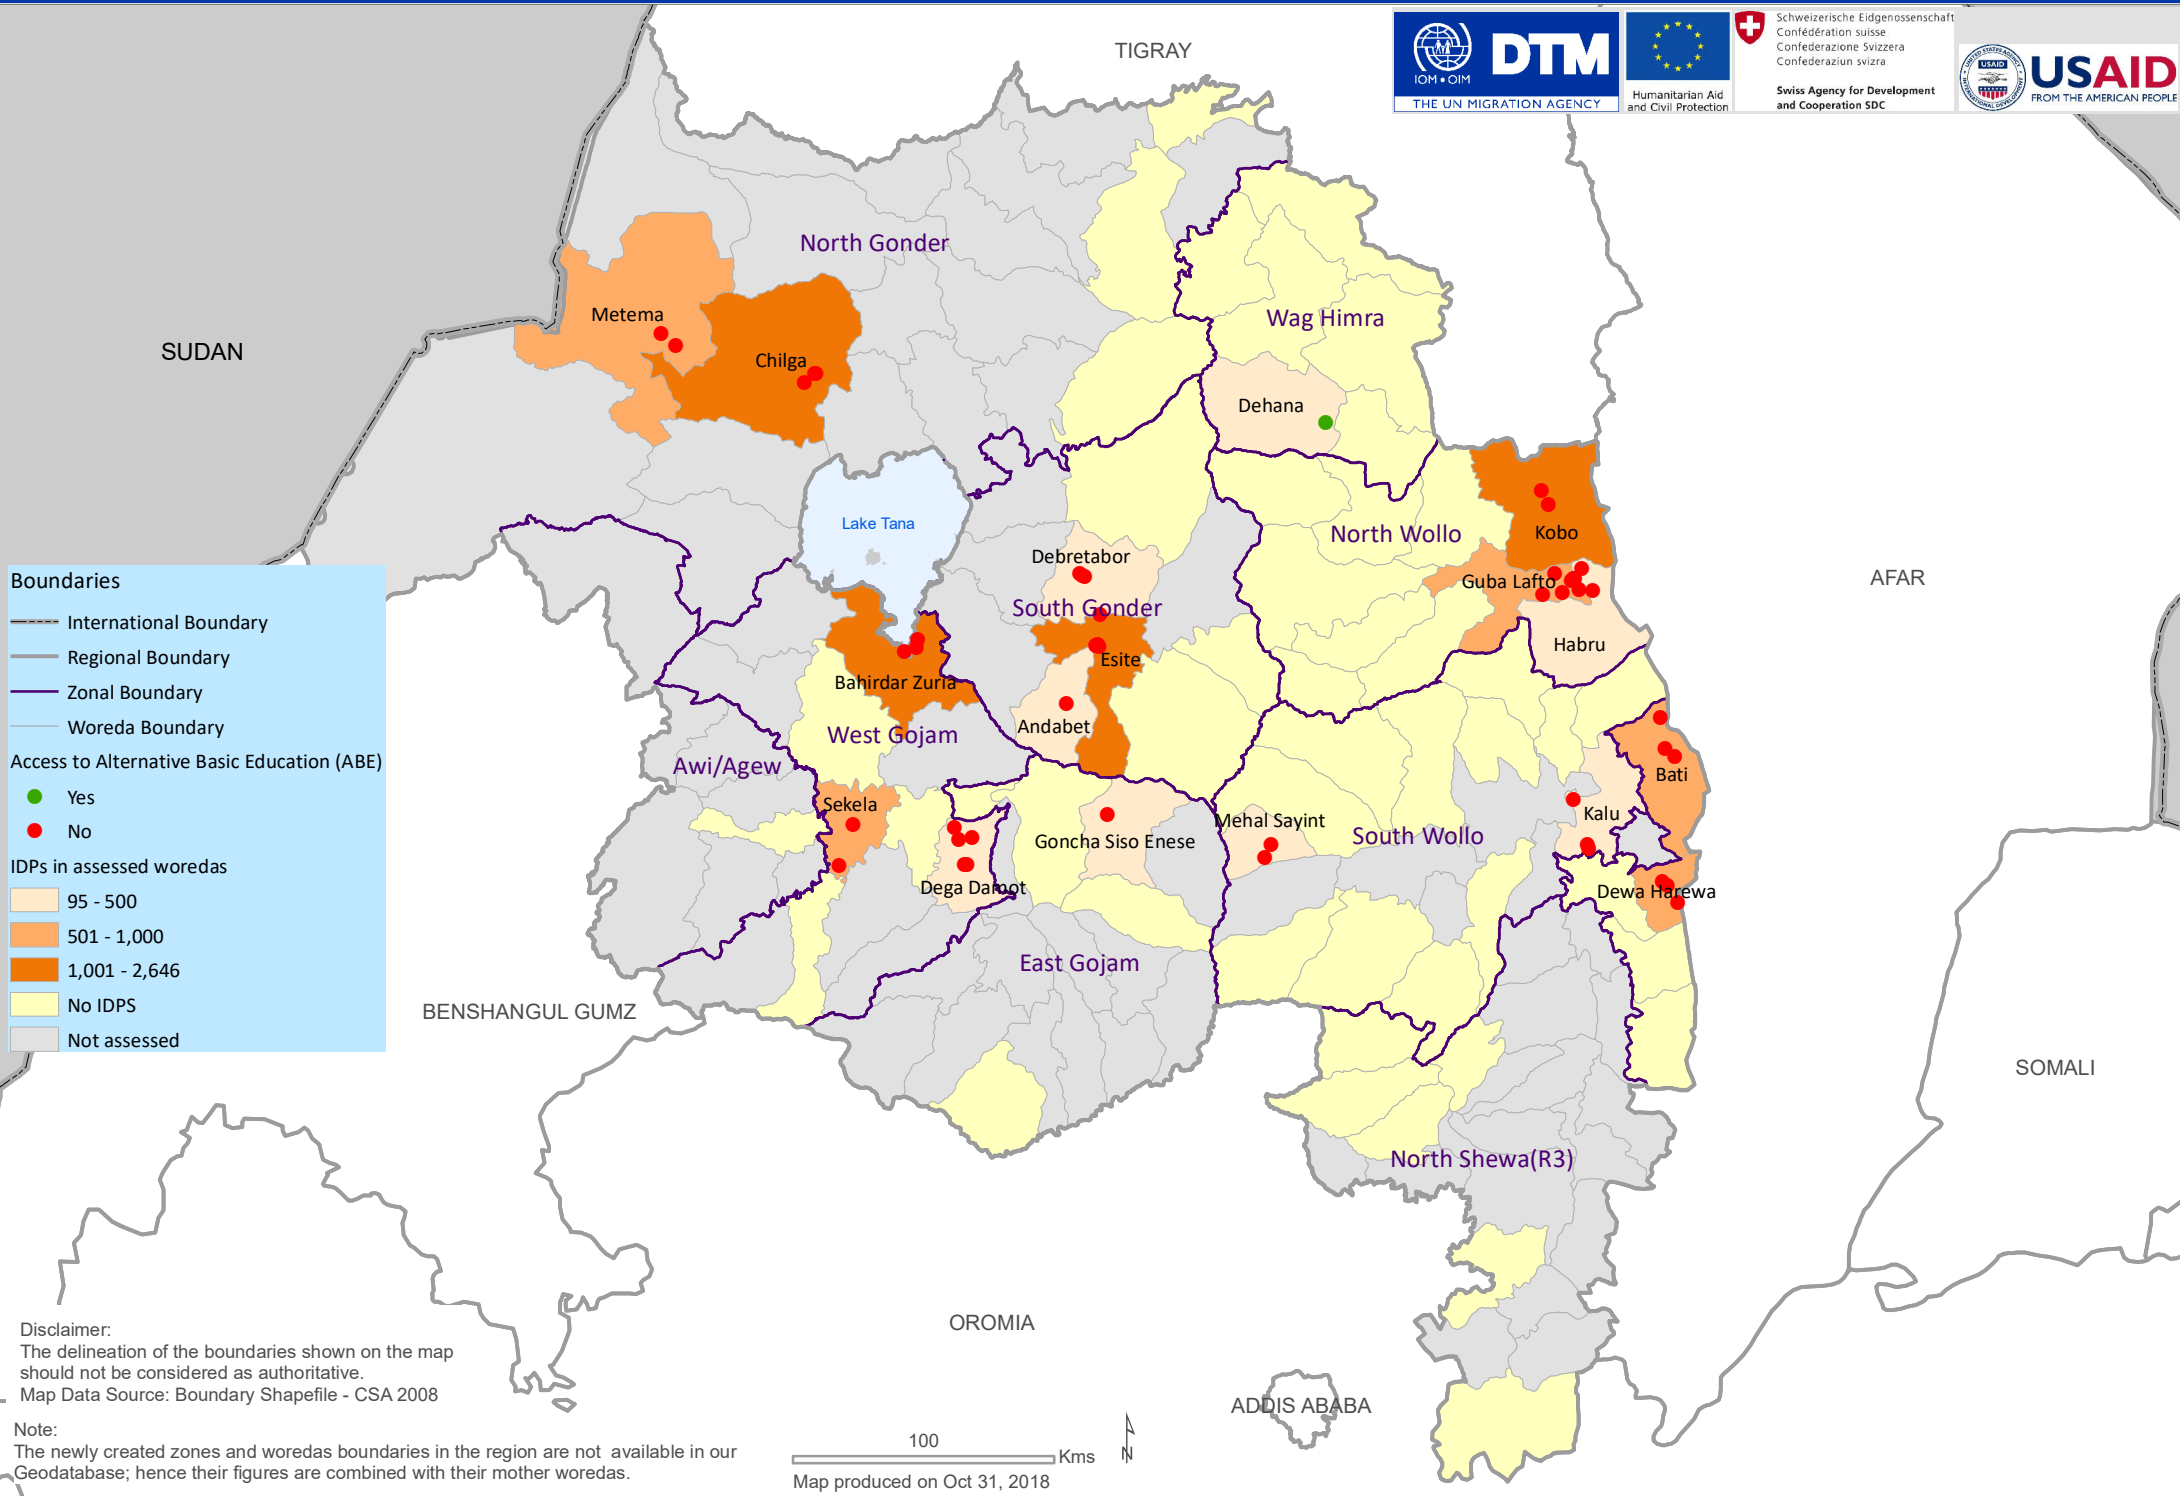 TIGRAY
IOM • OIM
DTM
THE UN MIGRATION AGENCY
Humanitarian Aid
and Civil Protection
Schweizerische Eidgenossenschaft
Confédération suisse
Confederazione Svizzera
Confederaziun svizra
Swiss Agency for Development
and Cooperation SDC
USAID
USAID
FROM THE AMERICAN PEOPLE
North Gonder
Metema
Wag Himra
SUDAN
Chilga
Dehana
Lake Tana
North Wollo
Kobo
Debretabor
Guba Lafto
AFAR
South Gonder
Habru
Esite
Bahirdar Zuria
Andabet
West Gojam
Awi/Agew
Bati
Sekela
Kalu
Mehal Sayint
South Wollo
Goncha Siso Enese
Dega Damot
Dewa Harewa
East Gojam
BENSHANGUL GUMZ
SOMALI
North Shewa(R3)
OROMIA
ADDIS ABABA
Boundaries
International Boundary
Regional Boundary
Zonal Boundary
Woreda Boundary
Access to Alternative Basic Education (ABE)
Yes
No
IDPs in assessed woredas
95 - 500
501 - 1,000
1,001 - 2,646
No IDPS
Not assessed
Disclaimer:
The delineation of the boundaries shown on the map
should not be considered as authoritative.
Map Data Source: Boundary Shapefile - CSA 2008
Note:
The newly created zones and woredas boundaries in the region are not available in our
Geodatabase; hence their figures are combined with their mother woredas.
100
Kms
N
Map produced on Oct 31, 2018